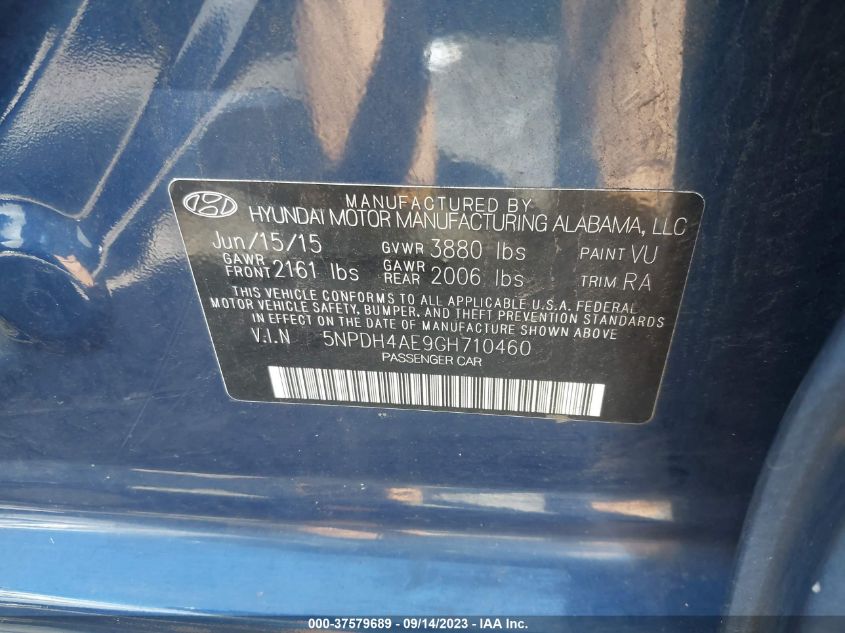 MANUFACTURED BY
HYUNDAI MOTOR MANUFACTURING ALABAMA, LLC
Jun/15/15 GVWR 3880 lbs PAINT VU
GAWR FRONT 2161 lbs GAWR REAR 2006 lbs TRIM RA
THIS VEHICLE CONFORMS TO ALL APPLICABLE U.S.A. FEDERAL
MOTOR VEHICLE SAFETY, BUMPER, AND THEFT PREVENTION STANDARDS
IN EFFECT ON THE DATE OF MANUFACTURE SHOWN ABOVE
V.I.N 5NPDH4AE9GH710460
PASSENGER CAR
000-37579689 - 09/14/2023 - IAA Inc.